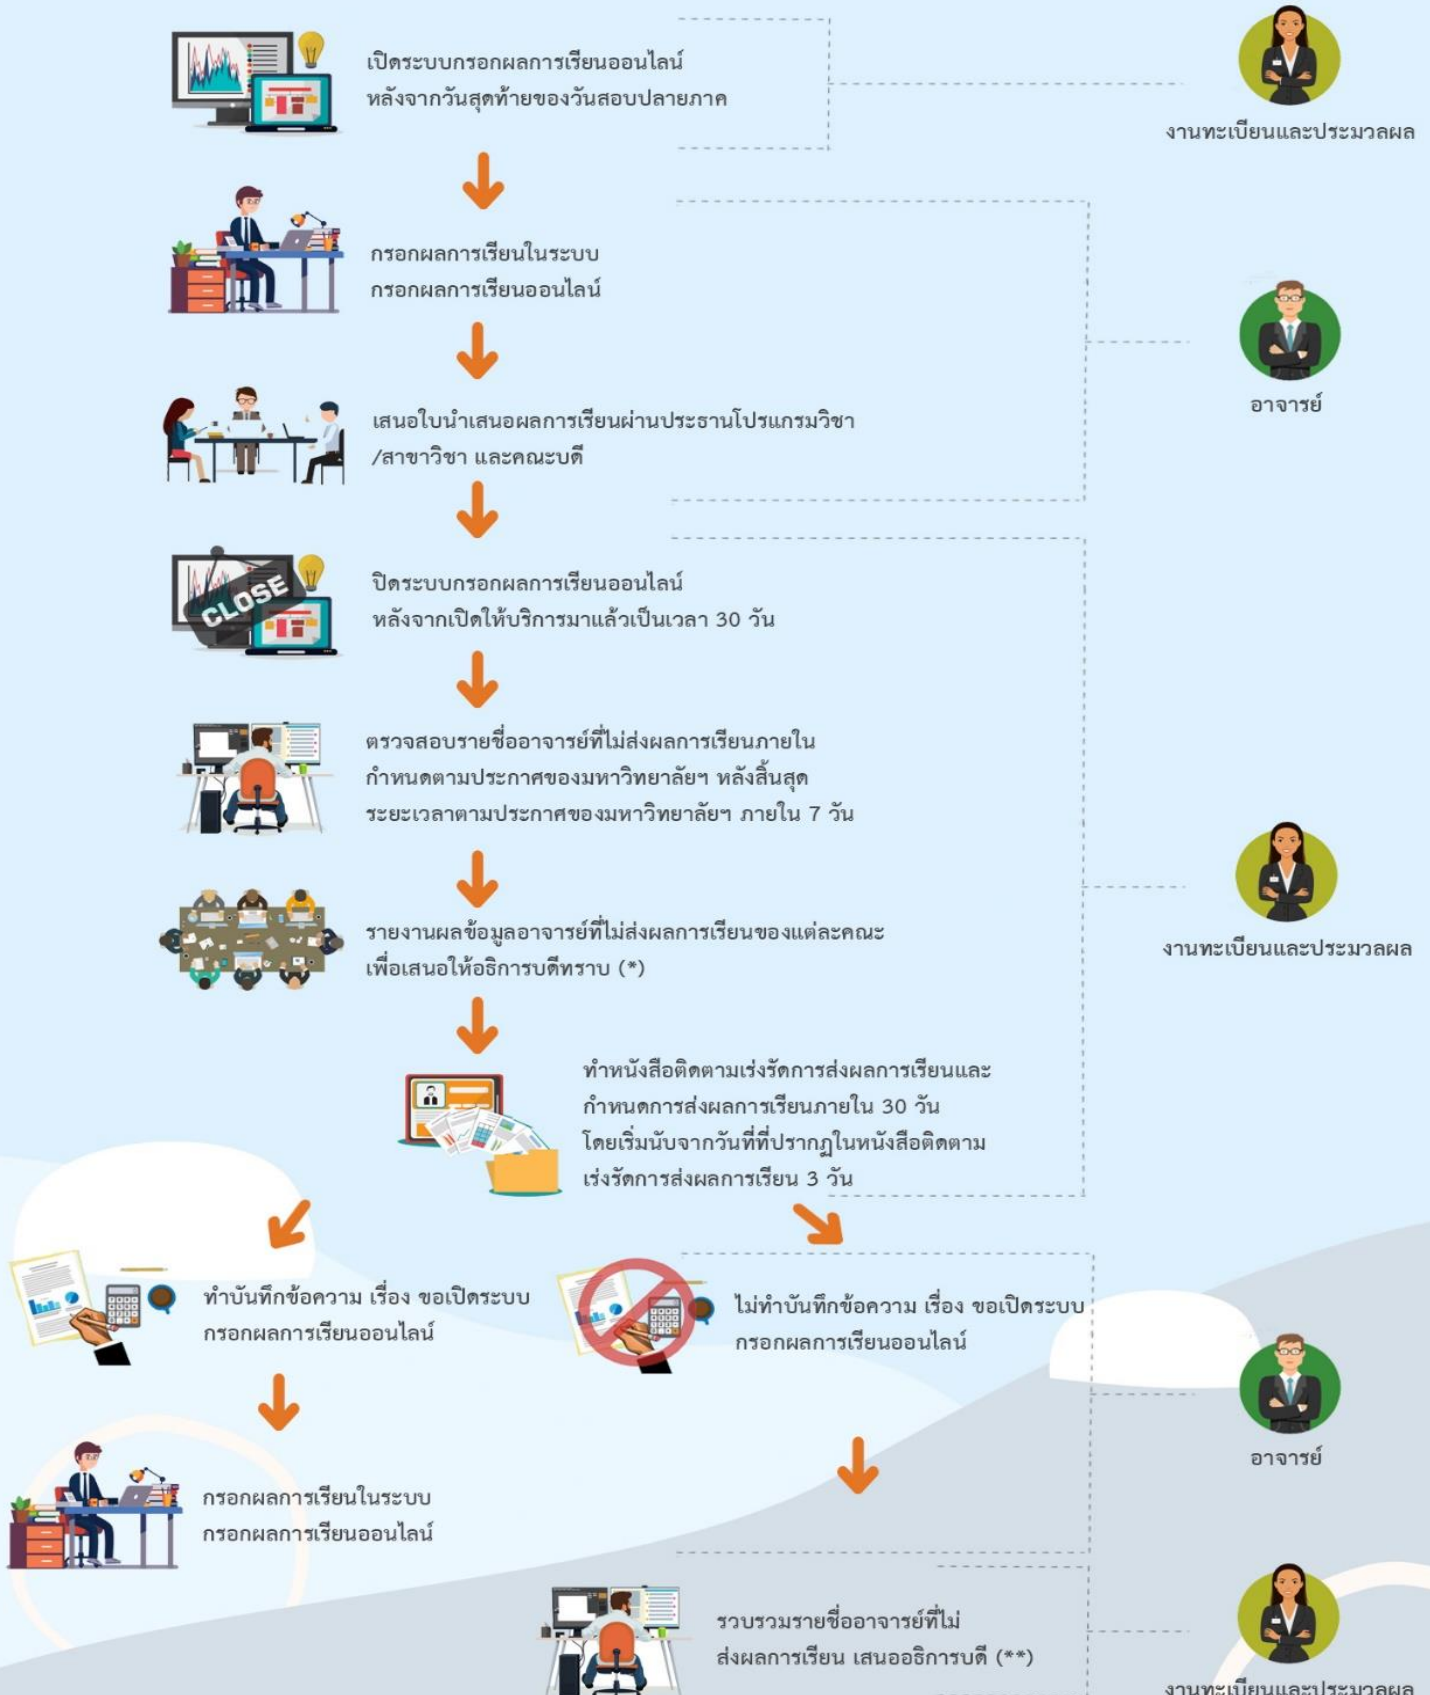 เปิดระบบกรอกผลการเรียนออนไลน์
หลังจากวันสุดท้ายของวันสอบปลายภาค
งานทะเบียนและประมวลผล
กรอกผลการเรียนในระบบ
กรอกผลการเรียนออนไลน์
อาจารย์
เสนอใบนำเสนอผลการเรียนผ่านประธานโปรแกรมวิชา
/สาขาวิชา และคณะบดี
CLOSE
ปิดระบบกรอกผลการเรียนออนไลน์
หลังจากเปิดให้บริการมาแล้วเป็นเวลา 30 วัน
ตรวจสอบรายชื่ออาจารย์ที่ไม่ส่งผลการเรียนภายใน
กำหนดตามประกาศของมหาวิทยาลัยฯ หลังสิ้นสุด
ระยะเวลาตามประกาศของมหาวิทยาลัยฯ ภายใน 7 วัน
รายงานผลข้อมูลอาจารย์ที่ไม่ส่งผลการเรียนของแต่ละคณะ
เพื่อเสนอให้อธิการบดีทราบ (*)
งานทะเบียนและประมวลผล
ทำหนังสือติดตามเร่งรัดการส่งผลการเรียนและ
กำหนดการส่งผลการเรียนภายใน 30 วัน
โดยเริ่มนับจากวันที่ที่ปรากฏในหนังสือติดตาม
เร่งรัดการส่งผลการเรียน 3 วัน
ทำบันทึกข้อความ เรื่อง ขอเปิดระบบ
กรอกผลการเรียนออนไลน์
ไม่ทำบันทึกข้อความ เรื่อง ขอเปิดระบบ
กรอกผลการเรียนออนไลน์
อาจารย์
กรอกผลการเรียนในระบบ
กรอกผลการเรียนออนไลน์
รวบรวมรายชื่ออาจารย์ที่ไม่
ส่งผลการเรียน เสนออธิการบดี (**)
งานทะเบียนและประมวลผล